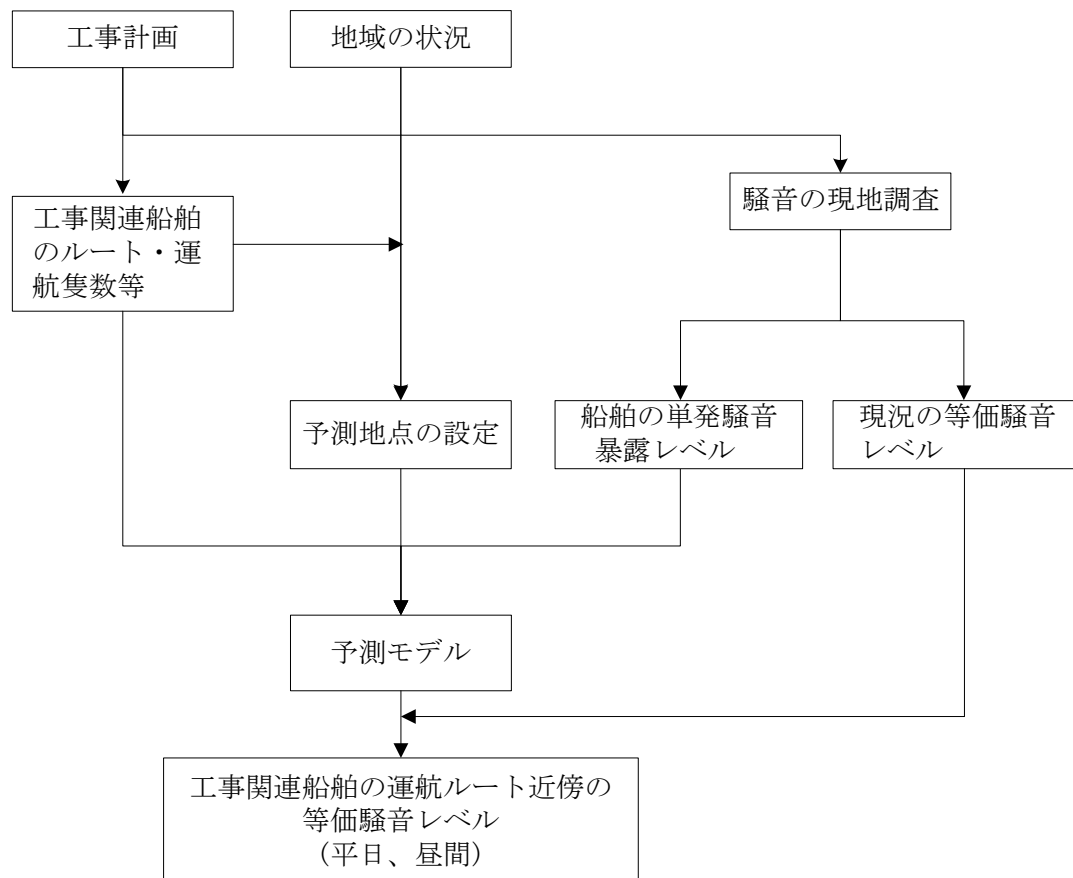 工事計画
地域の状況
騒音の現地調査
工事関連船舶
のルート・運
航隻数等
予測地点の設定
船舶の単発騒音
暴露レベル
現況の等価騒音
レベル
予測モデル
工事関連船舶の運航ルート近傍の
等価騒音レベル
（平日、昼間）